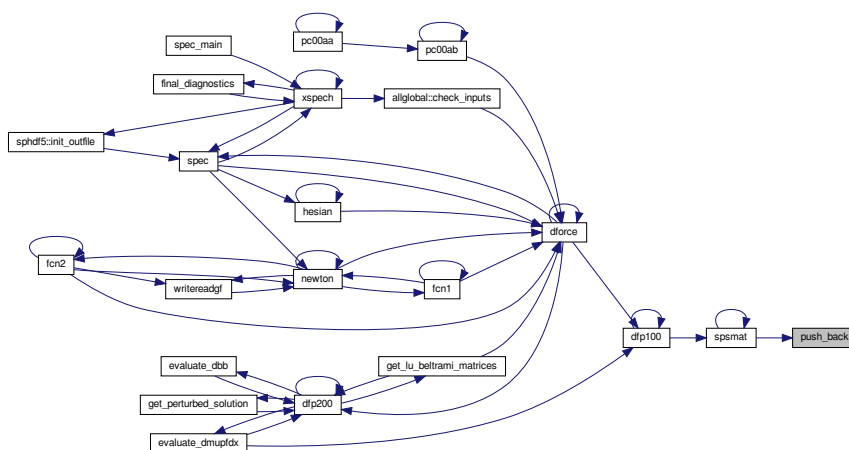 pc00aa
pc00ab
spec_main
final_diagnostics
xspech
allglobal::check_inputs
sphdf5::init_outfile
spec
hesian
dforce
fcn2
newton
writereadgf
fcn1
dfp100
spsmat
push_back
evaluate_dbb
get_lu_beltrami_matrices
get_perturbed_solution
dfp200
evaluate_dmupfdx